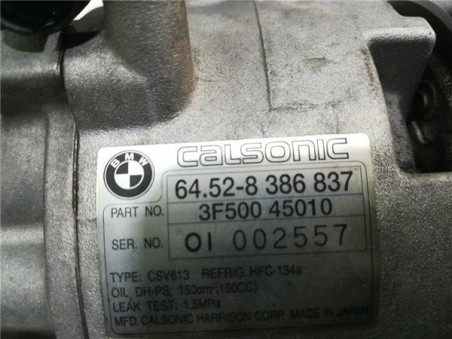 BMW CALSONIC
64.52-8 386 837
PART NO. 3F500 45010
SER. NO. 01 002557
TYPE: CSV613 REFRIG. HFC-134a
OIL DH-PS: 150cm³(150CC)
LEAK TEST: 1.5MPa
MFD. CALSONIC HARRISON CORP. MADE IN JAPAN